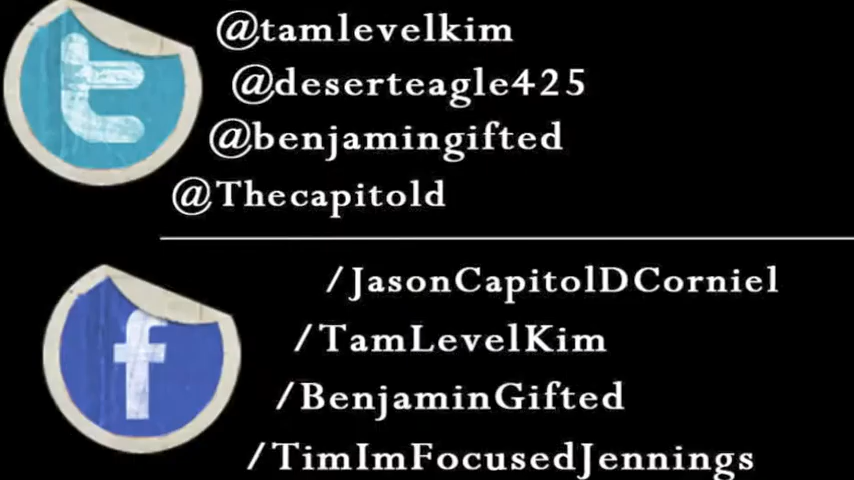 @tamlevelkim
@deserteagle425
@benjamingifted
@Thecapitold
/JasonCapitolDCorniel
/TamLevelKim
/BenjaminGifted
/TimImFocusedJennings